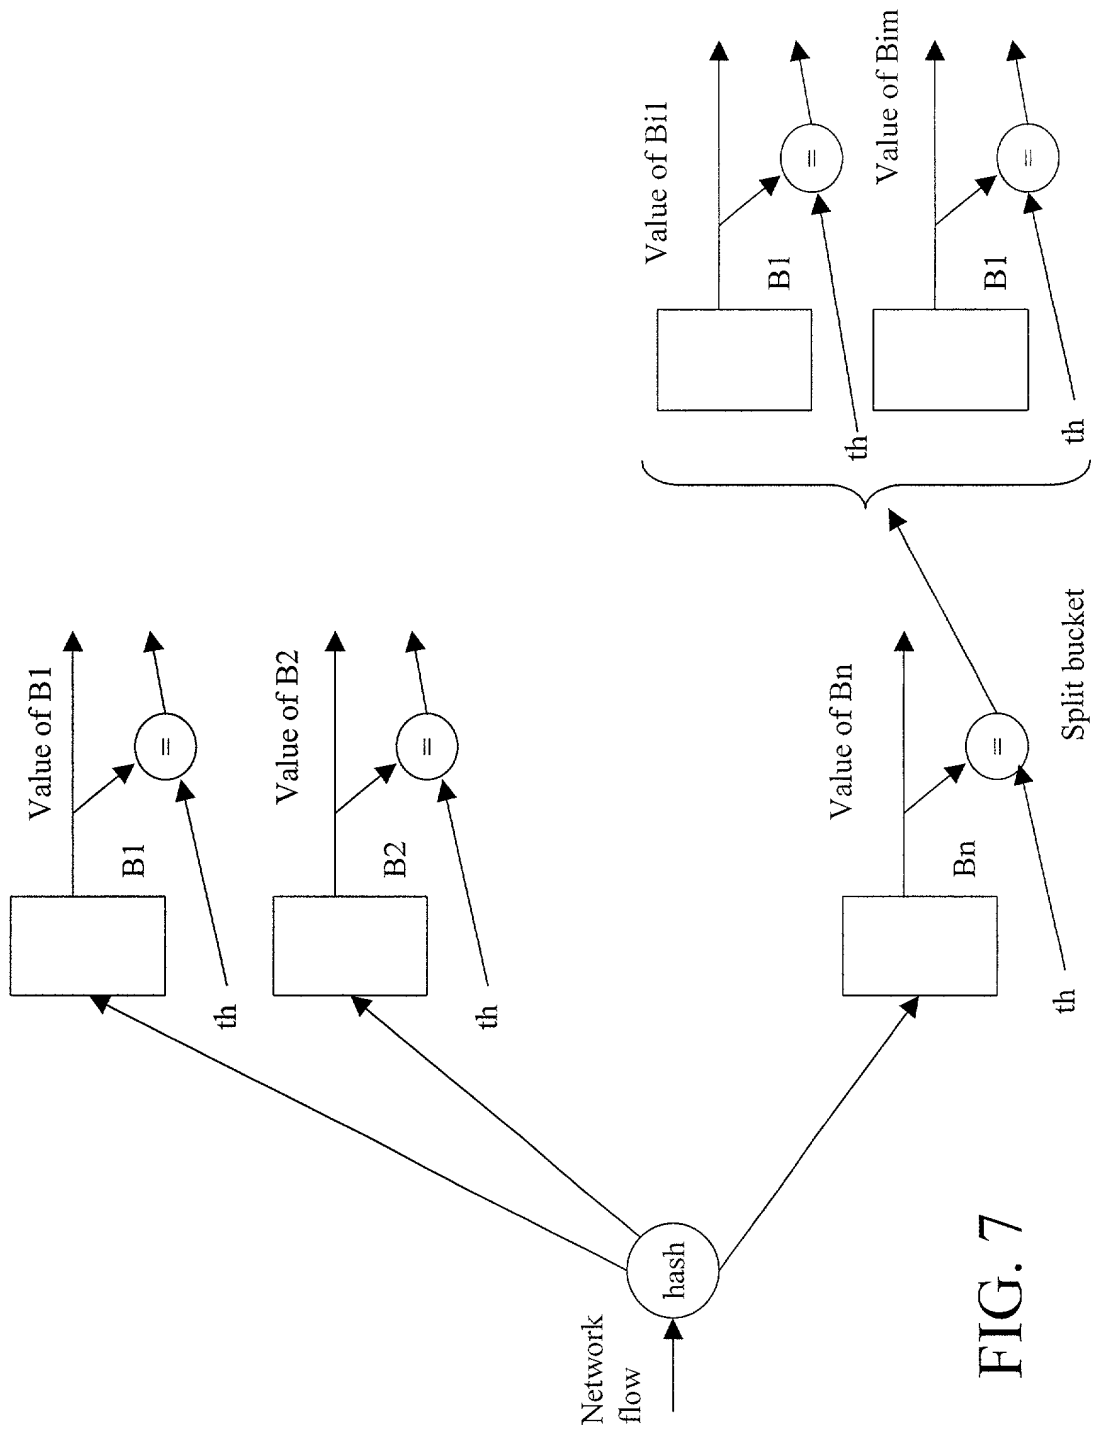 Network
flow
hash
Value of B1
B1
=
th
Value of B2
B2
=
th
Value of Bn
Bn
=
th
Split bucket
Value of Bi1
B1
=
th
Value of Bim
B1
=
th
FIG. 7